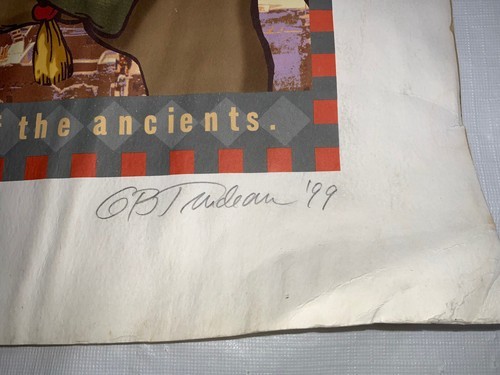 the ancients.
GBTrudeau '99